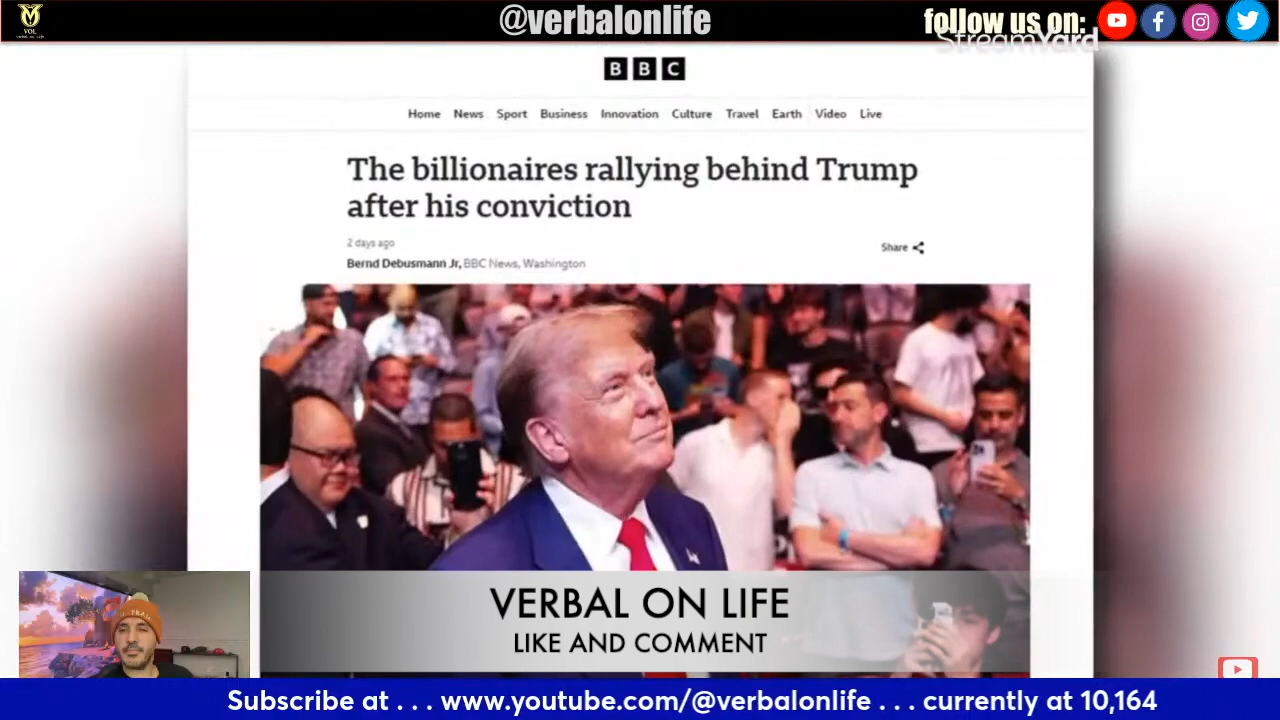 VOL
@verbalonlife
follow us on:
StreamYard
BBC
Home News Sport Business Innovation Culture Travel Earth Video Live
The billionaires rallying behind Trump
after his conviction
2 days ago
Share
Bernd Debusmann Jr, BBC News, Washington
VERBAL ON LIFE
LIKE AND COMMENT
Subscribe at . . . www.youtube.com/@verbalonlife . . . currently at 10,164